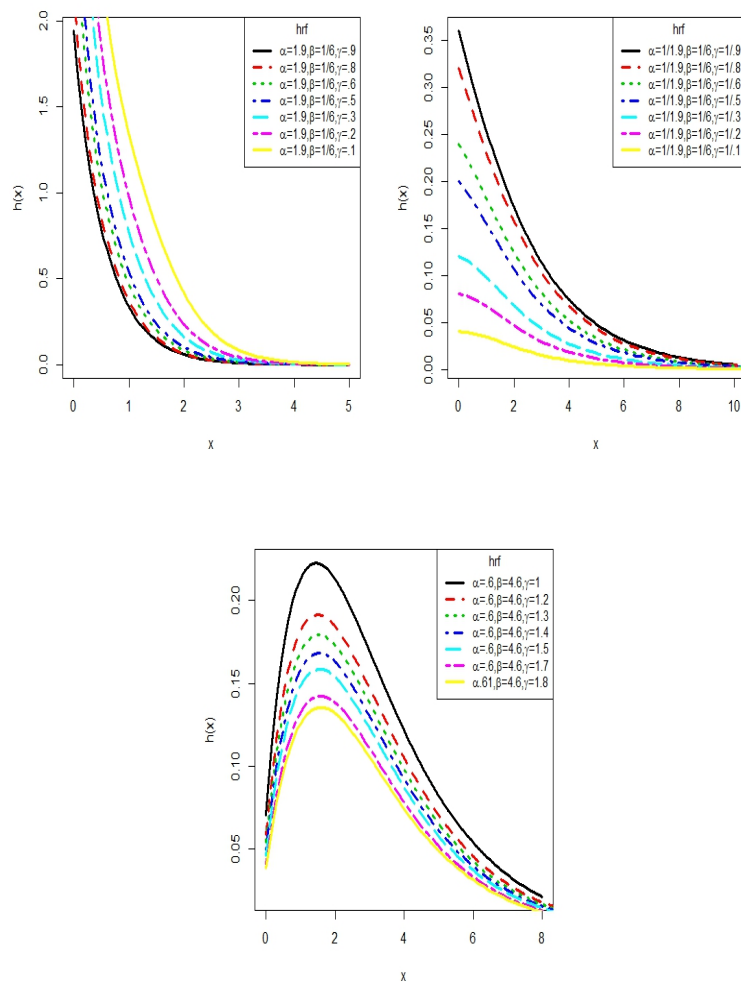 hrf
α=1.9,β=1/6,γ=.9
α=1.9,β=1/6,γ=.8
α=1.9,β=1/6,γ=.6
α=1.9,β=1/6,γ=.5
α=1.9,β=1/6,γ=.3
α=1.9,β=1/6,γ=.2
α=1.9,β=1/6,γ=.1
h(x)
2.0
1.5
1.0
0.5
0.0
0
1
2
3
4
5
x
hrf
α=1/1.9,β=1/6,γ=1/.9
α=1/1.9,β=1/6,γ=1/.8
α=1/1.9,β=1/6,γ=1/.6
α=1/1.9,β=1/6,γ=1/.5
α=1/1.9,β=1/6,γ=1/.3
α=1/1.9,β=1/6,γ=1/.2
α=1/1.9,β=1/6,γ=1/.1
h(x)
0.35
0.30
0.25
0.20
0.15
0.10
0.05
0.00
0
2
4
6
8
10
x
hrf
α=.6,β=4.6,γ=1
α=.6,β=4.6,γ=1.2
α=.6,β=4.6,γ=1.3
α=.6,β=4.6,γ=1.4
α=.6,β=4.6,γ=1.5
α=.6,β=4.6,γ=1.7
α.61,β=4.6,γ=1.8
h(x)
0.20
0.15
0.10
0.05
0
2
4
6
8
x